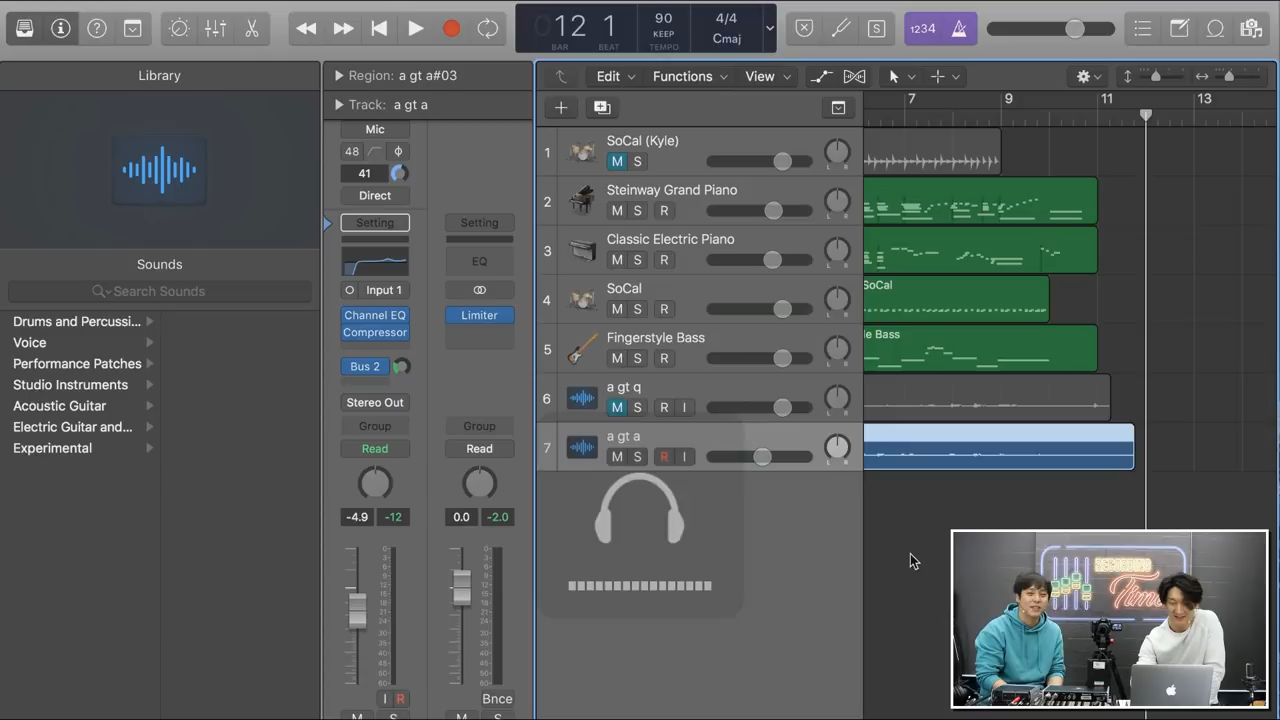 12 1
BAR BEAT
90
KEEP
TEMPO
4/4
Cmaj
S
1234
Library
Region: a gt a#03
Track: a gt a
Edit
Functions
View
7 9 11 13
Mic
48
41
Direct
Setting
Setting
EQ
Input 1
Channel EQ
Compressor
Limiter
Bus 2
Stereo Out
Group
Group
Read
Read
-4.9 -12
0.0 -2.0
I R
Bnce
M S
M
Sounds
Search Sounds
Drums and Percussi...
Voice
Performance Patches
Studio Instruments
Acoustic Guitar
Electric Guitar and...
Experimental
1
SoCal (Kyle)
M S
L R
2
Steinway Grand Piano
M S R
L R
3
Classic Electric Piano
M S R
L R
4
SoCal
M S R
L R
SoCal
5
Fingerstyle Bass
M S R
L R
le Bass
6
a gt q
M S R I
L R
7
a gt a
M S R I
L R
RECORDING
Time